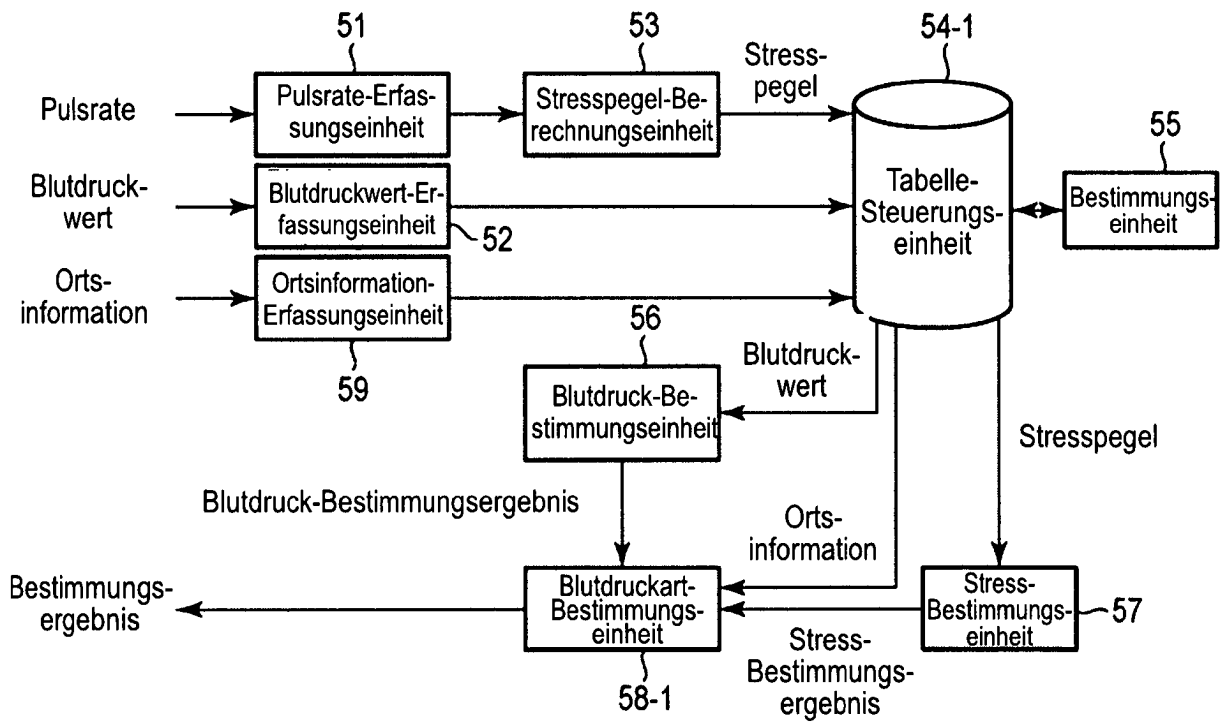 51
53
54-1
Stress-
pegel
Pulsrate
Pulsrate-Erfas-
sungseinheit
Stresspegel-Be-
rechnungseinheit
55
Blutdruck-
wert
Blutdruckwert-Er-
fassungseinheit
52
Tabelle-
Steuerungs-
einheit
Bestimmungs-
einheit
Orts-
information
Ortsinformation-
Erfassungseinheit
59
56
Blutdruck-
wert
Blutdruck-Be-
stimmungseinheit
Stresspegel
Blutdruck-Bestimmungsergebnis
Orts-
information
Bestimmungs-
ergebnis
Blutdruckart-
Bestimmungs-
einheit
58-1
Stress-
Bestimmungs-
einheit
57
Stress-
Bestimmungs-
ergebnis